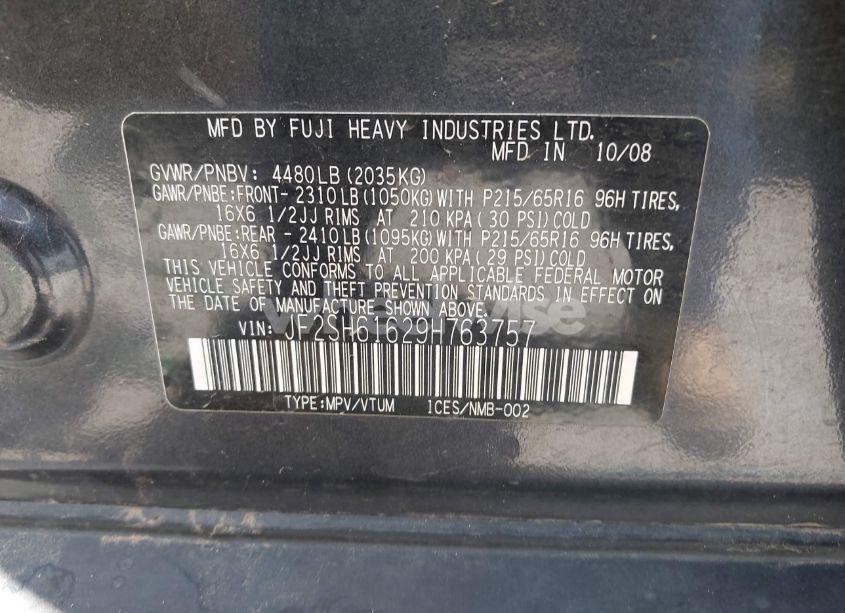 MFD BY FUJI HEAVY INDUSTRIES LTD.
MFD IN 10/08
GVWR/PNBV: 4480LB(2035KG)
GAWR/PNBE:FRONT- 2310LB(1050KG)WITH P215/65R16 96H TIRES,
16X6 1/2JJ RIMS AT 210 KPA( 30 PSI)COLD
GAWR/PNBE:REAR - 2410LB(1095KG)WITH P215/65R16 96H TIRES,
16X6 1/2JJ RIMS AT 200 KPA( 29 PSI)COLD
THIS VEHICLE CONFORMS TO ALL APPLICABLE FEDERAL MOTOR
VEHICLE SAFETY AND THEFT PREVENTION STANDARDS IN EFFECT ON
THE DATE OF MANUFACTURE SHOWN ABOVE.
VIN: JF2SH61629H763757
TYPE:MPV/VTUM ICES/NMB-002